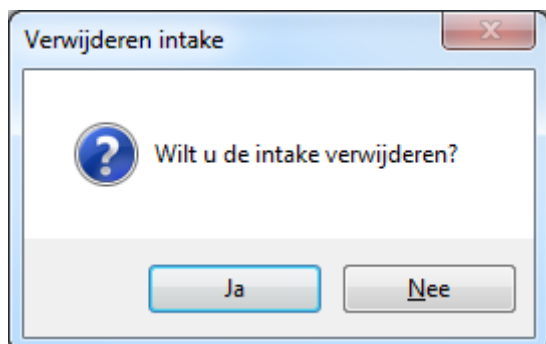 Verwijderen intake
Wilt u de intake verwijderen?
Ja
Nee